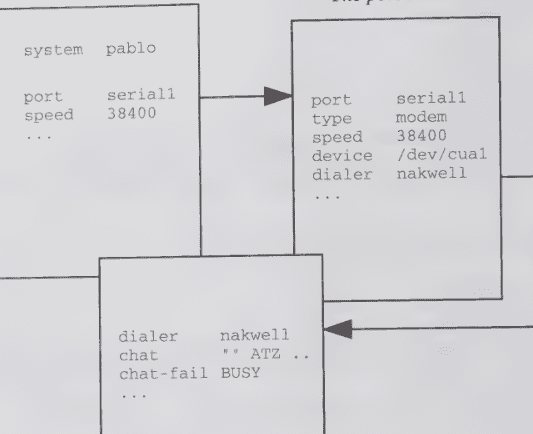 system pablo
port serial1
speed 38400
...
port serial1
type modem
speed 38400
device /dev/cua1
dialer nakwell
...
dialer nakwell
chat "" ATZ ..
chat-fail BUSY
...